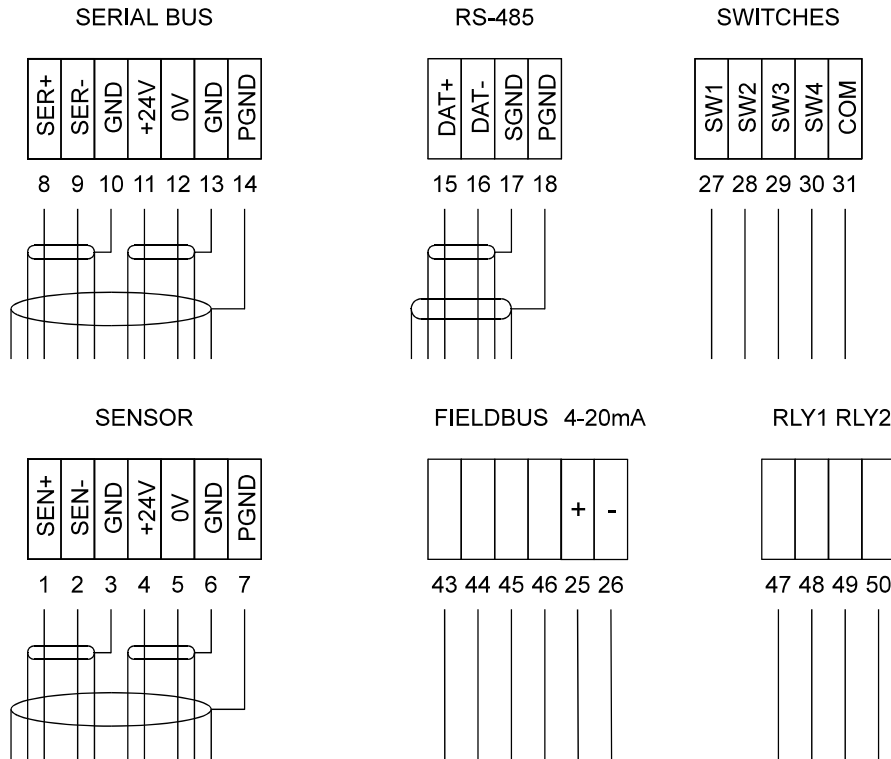 SERIAL BUS
RS-485
SWITCHES
SER+ SER- GND +24V 0V GND PGND
DAT+ DAT- SGND PGND
SW1 SW2 SW3 SW4 COM
8 9 10 11 12 13 14
15 16 17 18
27 28 29 30 31
SENSOR
FIELDBUS 4-20mA
RLY1 RLY2
SEN+ SEN- GND +24V 0V GND PGND
+ -
1 2 3 4 5 6 7
43 44 45 46 25 26
47 48 49 50